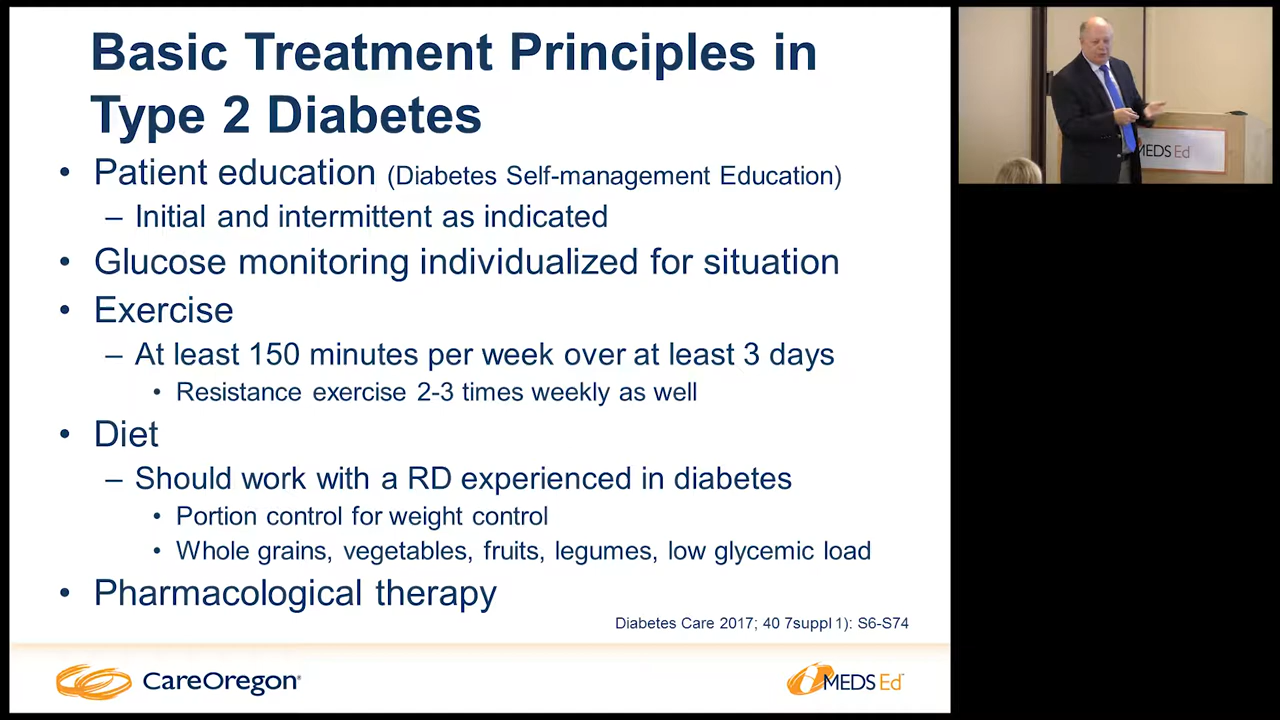 Basic Treatment Principles in
Type 2 Diabetes
• Patient education (Diabetes Self-management Education)
– Initial and intermittent as indicated
• Glucose monitoring individualized for situation
• Exercise
– At least 150 minutes per week over at least 3 days
• Resistance exercise 2-3 times weekly as well
• Diet
– Should work with a RD experienced in diabetes
• Portion control for weight control
• Whole grains, vegetables, fruits, legumes, low glycemic load
• Pharmacological therapy
Diabetes Care 2017; 40 7suppl 1): S6-S74
CareOregon®
MEDS Ed
MEDS Ed